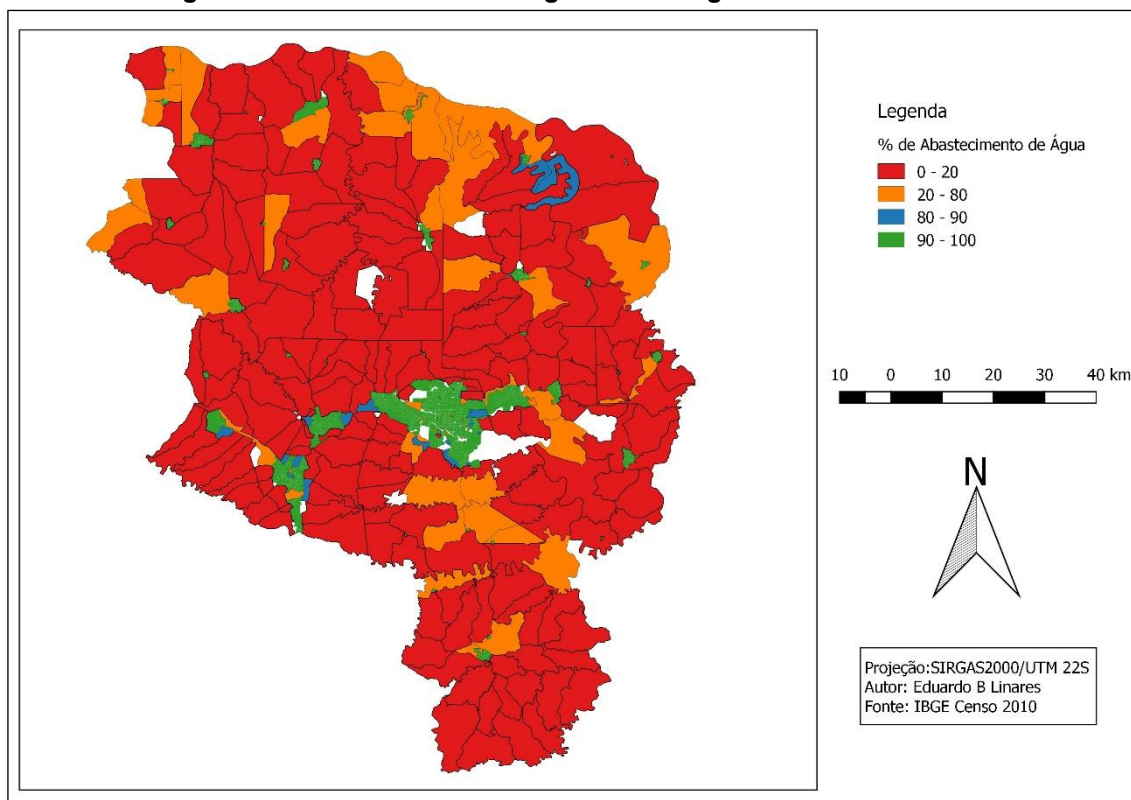 Legenda
% de Abastecimento de Água
0 - 20
20 - 80
80 - 90
90 - 100
10 0 10 20 30 40 km
N
Projeção:SIRGAS2000/UTM 22S
Autor: Eduardo B Linares
Fonte: IBGE Censo 2010